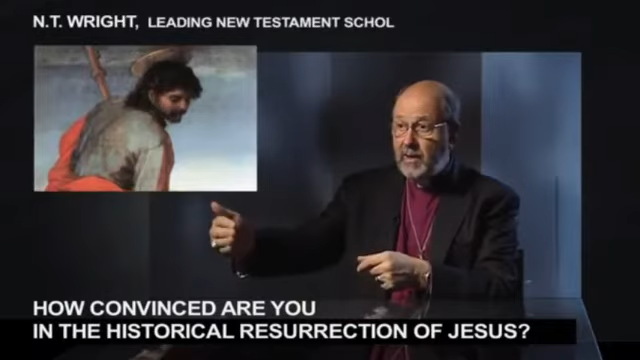 N.T. WRIGHT, LEADING NEW TESTAMENT SCHOL
HOW CONVINCED ARE YOU
IN THE HISTORICAL RESURRECTION OF JESUS?